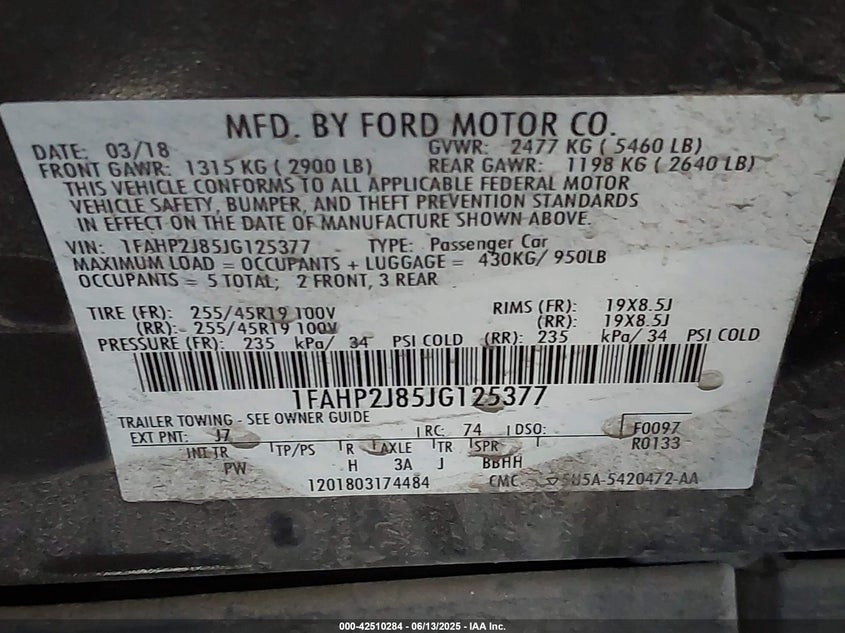 MFD. BY FORD MOTOR CO.
DATE: 03/18 GVWR: 2477 KG ( 5460 LB)
FRONT GAWR: 1315 KG ( 2900 LB) REAR GAWR: 1198 KG ( 2640 LB)
THIS VEHICLE CONFORMS TO ALL APPLICABLE FEDERAL MOTOR
VEHICLE SAFETY, BUMPER, AND THEFT PREVENTION STANDARDS
IN EFFECT ON THE DATE OF MANUFACTURE SHOWN ABOVE.
VIN: 1FAHP2J85JG125377 TYPE: Passenger Car
MAXIMUM LOAD = OCCUPANTS + LUGGAGE = 430KG/ 950LB
OCCUPANTS = 5 TOTAL; 2 FRONT, 3 REAR
TIRE (FR): 255/45R19 100V RIMS (FR): 19X8.5J
(RR): 255/45R19 100V (RR): 19X8.5J
PRESSURE (FR): 235 kPa/ 34 PSI COLD (RR): 235 kPa/ 34 PSI COLD
1FAHP2J85JG125377
TRAILER TOWING - SEE OWNER GUIDE
EXT PNT: J7 RC: 74 DSO: F0097
R0133
INT TR TP/PS R AXLE TR SPR
PW H 3A J BBHH
1201803174484 CMC 5U5A-5420472-AA
000-42510284 - 06/13/2025 - IAA Inc.